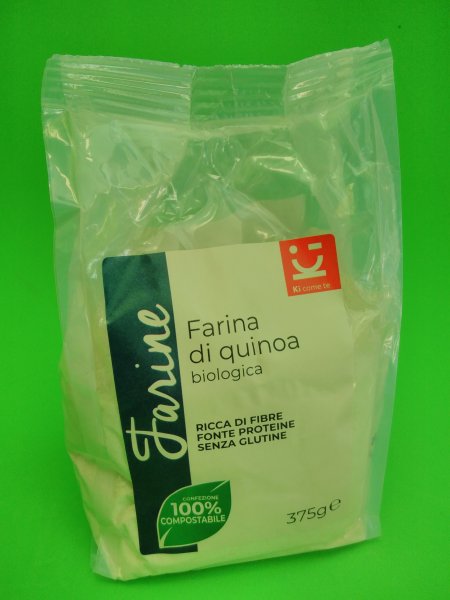 Ki come te
Farine
Farina
di quinoa
biologica
RICCA DI FIBRE
FONTE PROTEINE
SENZA GLUTINE
CONFEZIONE
100%
COMPOSTABILE
375g e